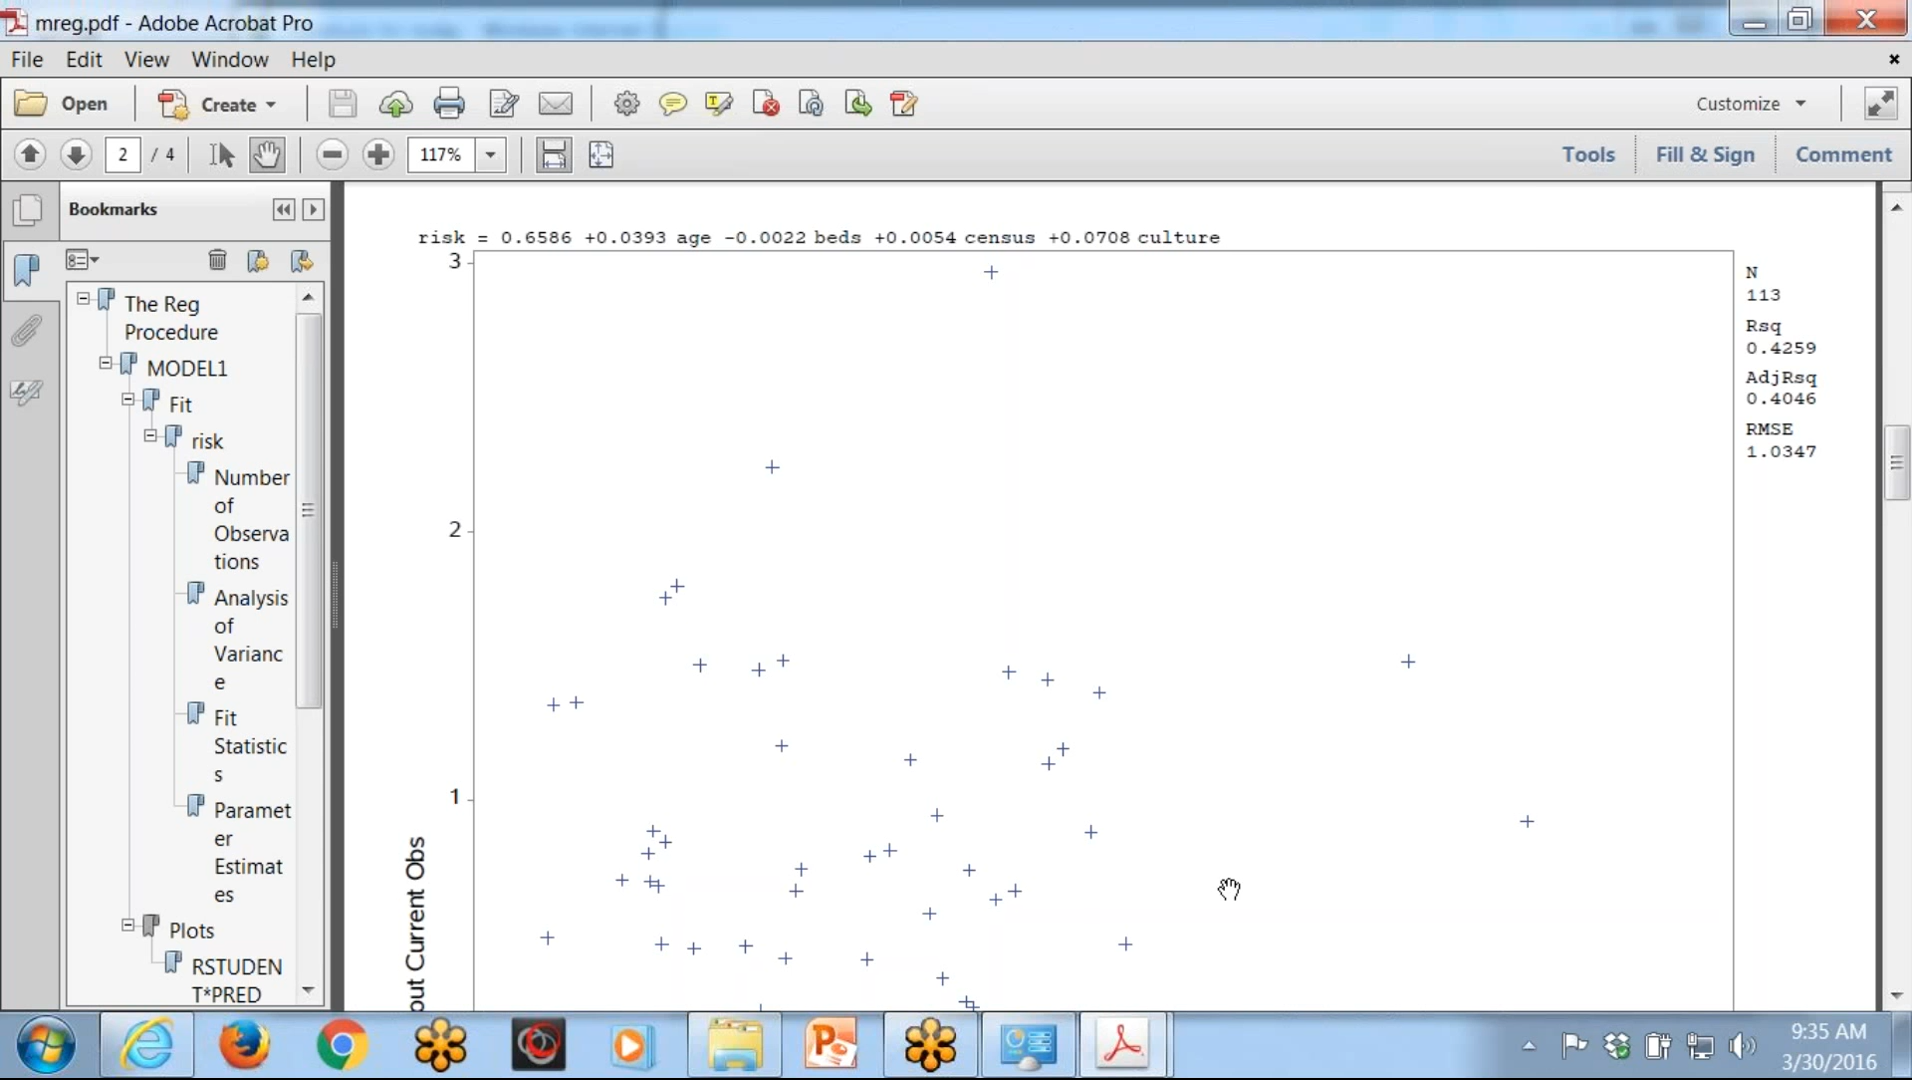 mreg.pdf - Adobe Acrobat Pro
File Edit View Window Help
Open Create Customize
2 / 4 117% Tools Fill & Sign Comment
Bookmarks
The Reg
Procedure
MODEL1
Fit
risk
Number
of
Observa
tions
Analysis
of
Varianc
e
Fit
Statistic
s
Paramet
er
Estimat
es
Plots
RSTUDEN
T*PRED
risk = 0.6586 +0.0393 age -0.0022 beds +0.0054 census +0.0708 culture
3
2
1
out Current Obs
N
113
Rsq
0.4259
AdjRsq
0.4046
RMSE
1.0347
9:35 AM
3/30/2016